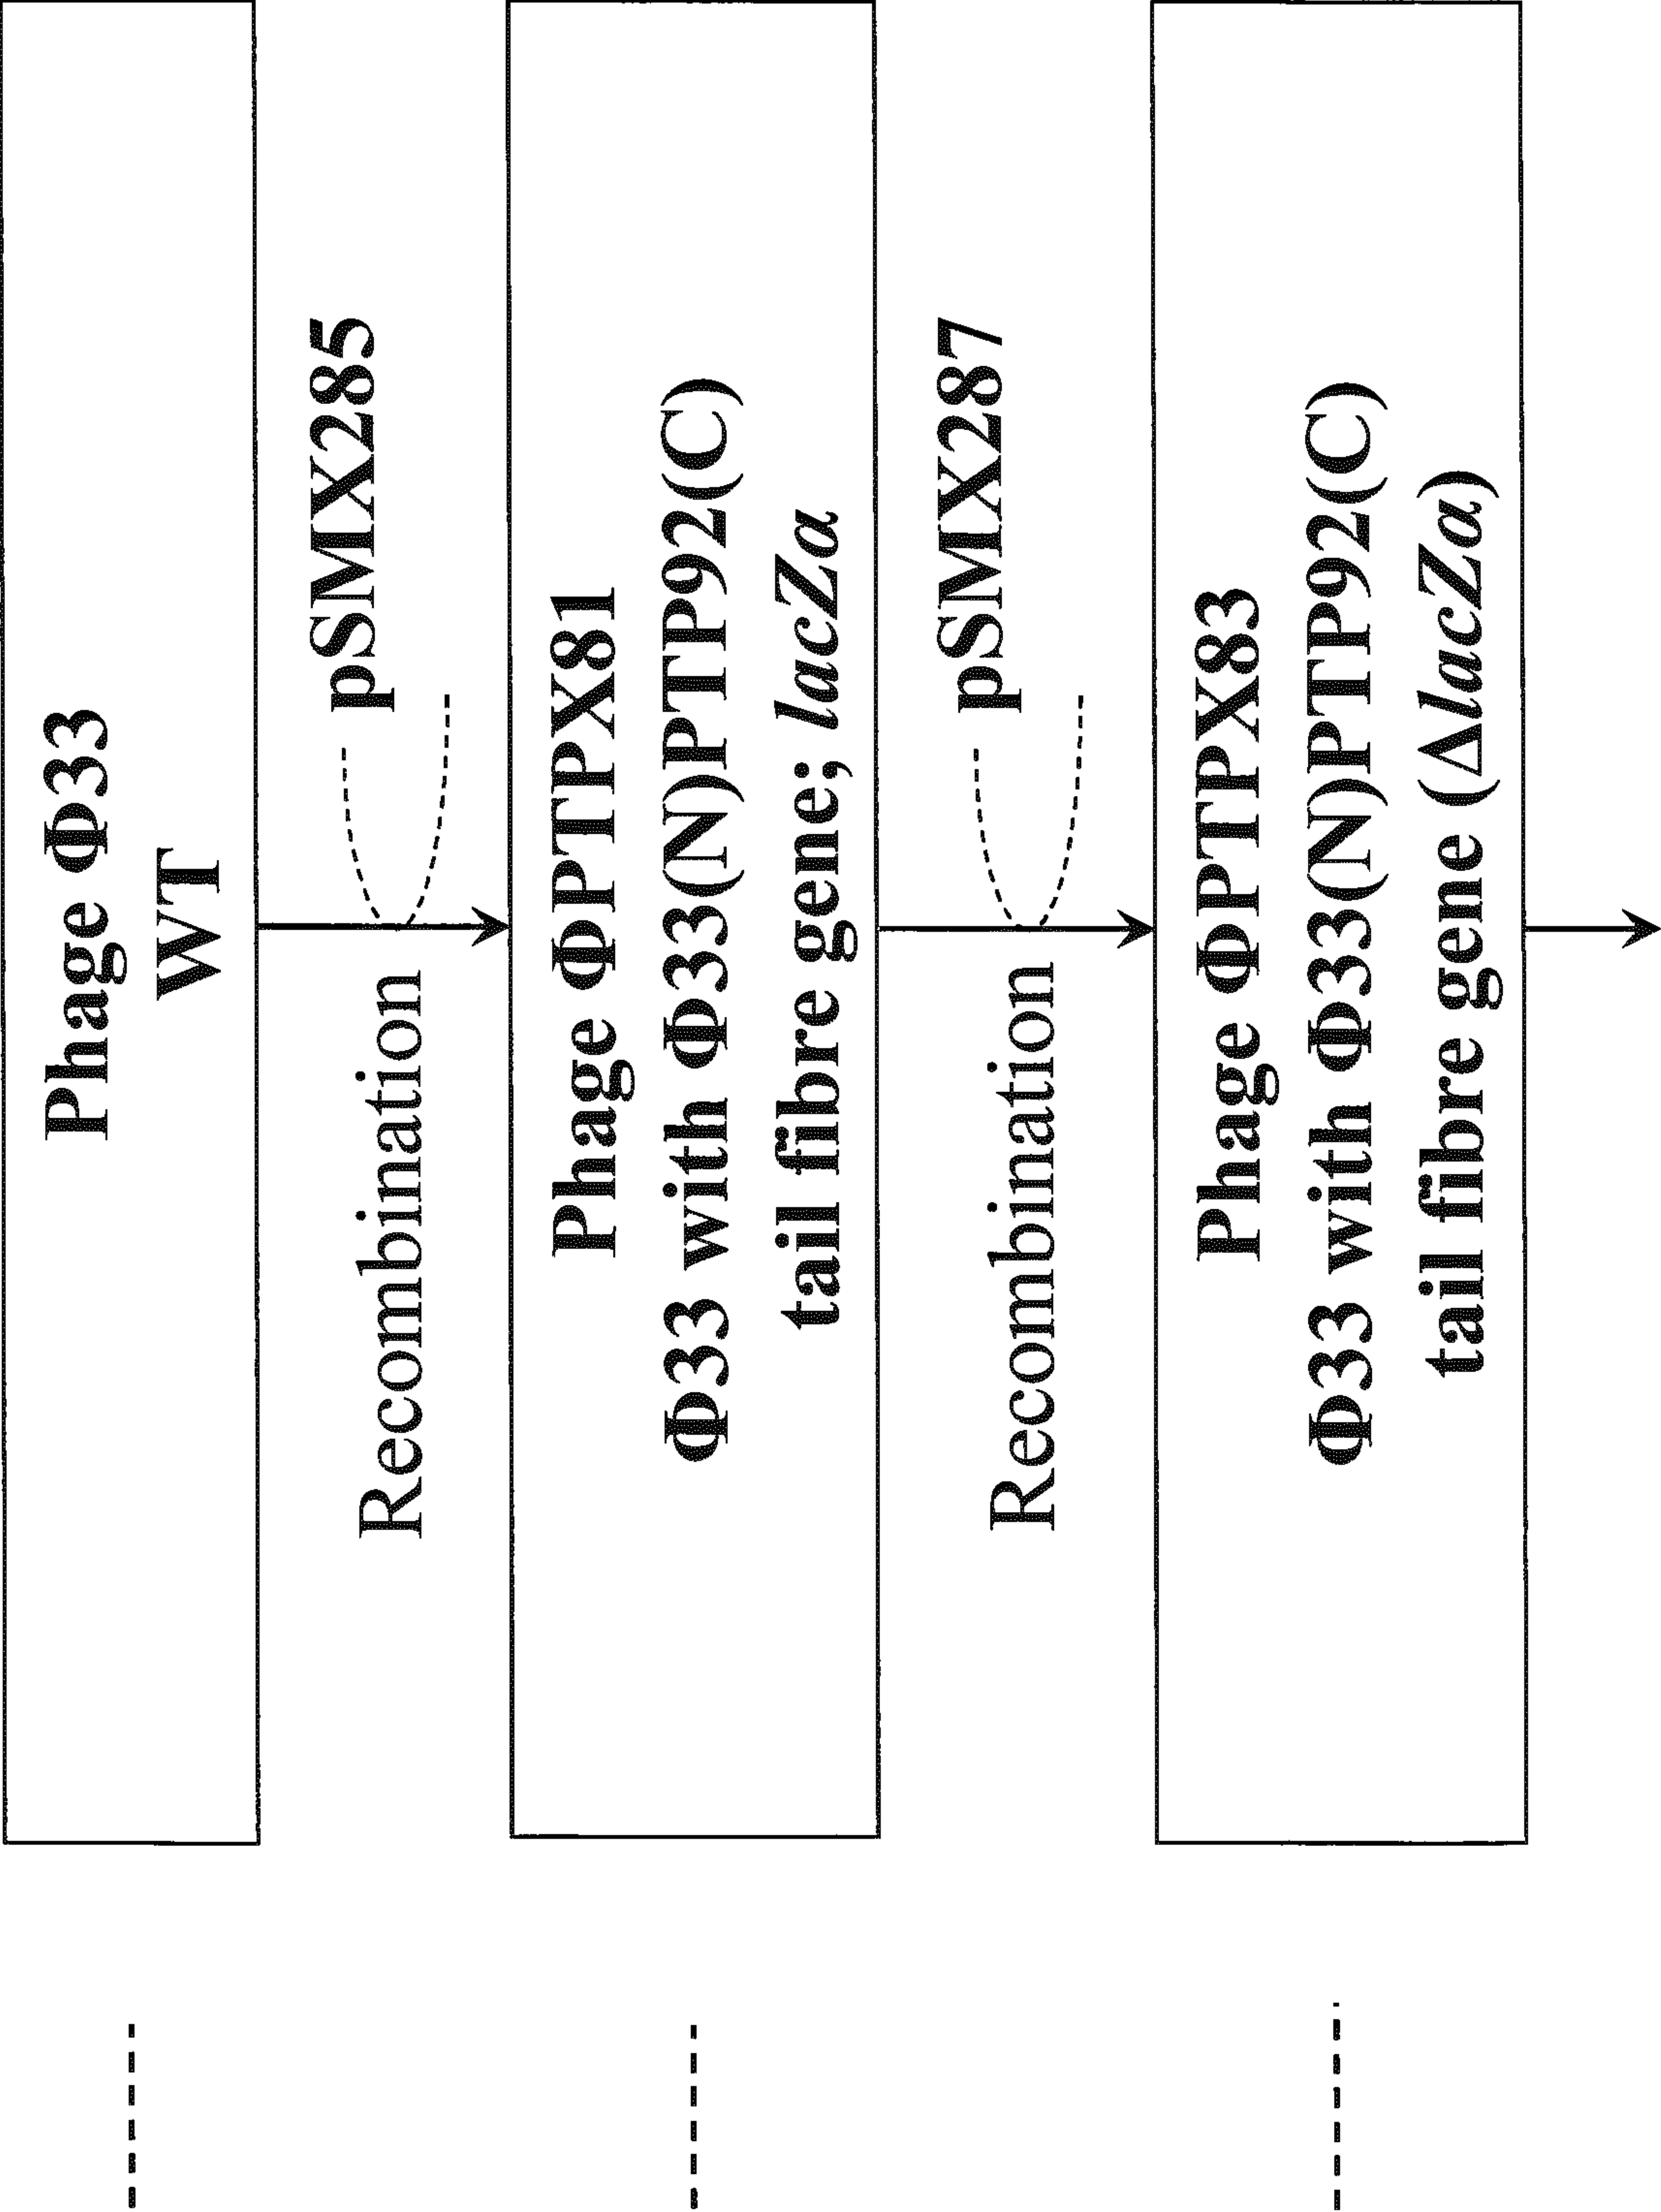 Phage Φ33
WT
Recombination
pSMX285
Phage ΦPTPX81
Φ33 with Φ33(N)PTP92(C)
tail fibre gene; lacZα
Recombination
pSMX287
Phage ΦPTPX83
Φ33 with Φ33(N)PTP92(C)
tail fibre gene (ΔlacZα)